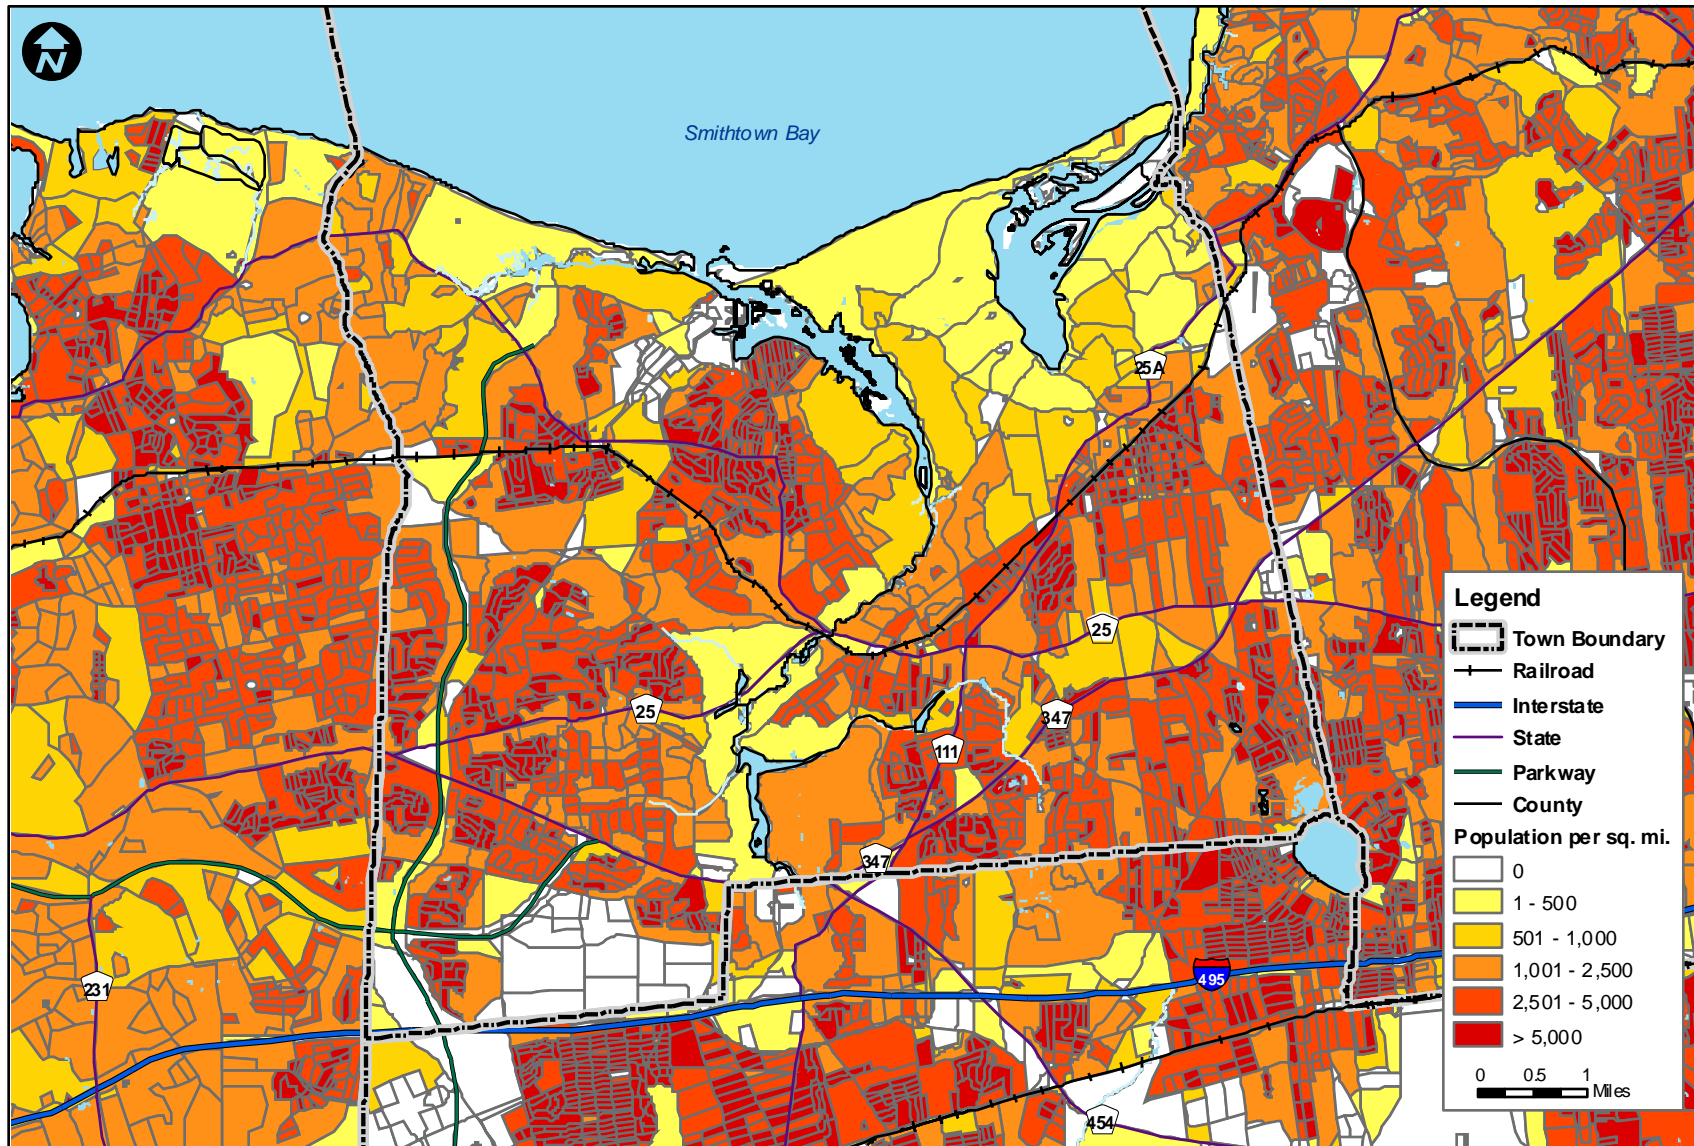 N
Smithtown Bay
25A
25
25
347
111
347
231
495
454
Legend
Town Boundary
Railroad
Interstate
State
Parkway
County
Population per sq. mi.
0
1 - 500
501 - 1,000
1,001 - 2,500
2,501 - 5,000
> 5,000
0 0.5 1
Miles